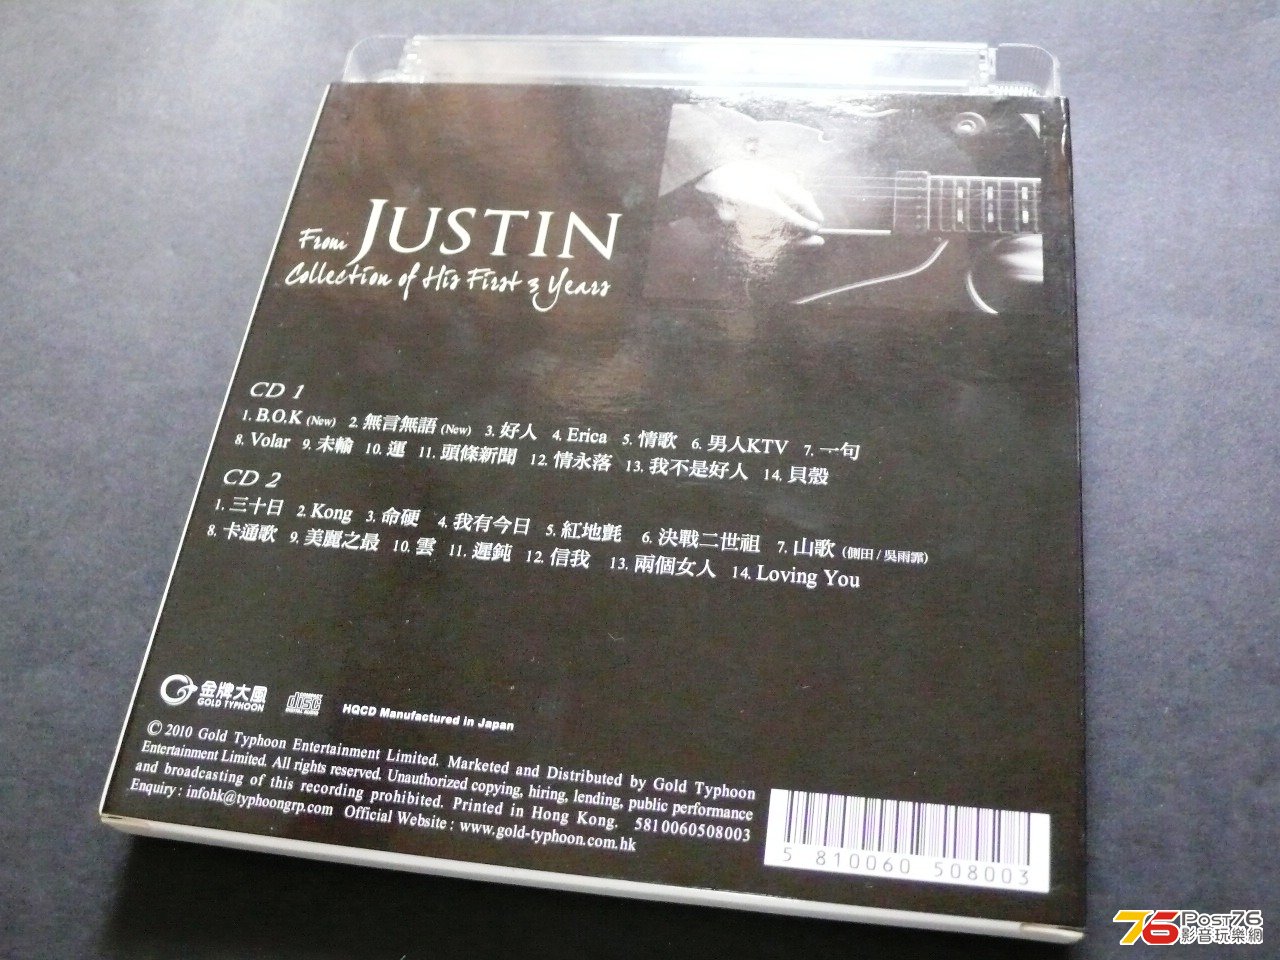 From JUSTIN
Collection of His First 3 Years
CD 1
1. B.O.K (New) 2. 無言無語 (New) 3. 好人 4. Erica 5. 情歌 6. 男人KTV 7. 一句
8. Volar 9. 未輸 10. 運 11. 頭條新聞 12. 情永落 13. 我不是好人 14. 貝殼
CD 2
1. 三十日 2. Kong 3. 命硬 4. 我有今日 5. 紅地氈 6. 決戰二世祖 7. 山歌 (側田 / 吳雨霏)
8. 卡通歌 9. 美麗之最 10. 雲 11. 遲鈍 12. 信我 13. 兩個女人 14. Loving You
金牌大風
GOLD TYPHOON
COMPACT
disc
DIGITAL AUDIO
HQCD Manufactured in Japan
© 2010 Gold Typhoon Entertainment Limited. Marketed and Distributed by Gold Typhoon
Entertainment Limited. All rights reserved. Unauthorized copying, hiring, lending, public performance
and broadcasting of this recording prohibited. Printed in Hong Kong. 5810060508003
Enquiry : infohk@typhoongrp.com Official Website : www.gold-typhoon.com.hk
5 810060 508003
76 Post76
影音玩樂網